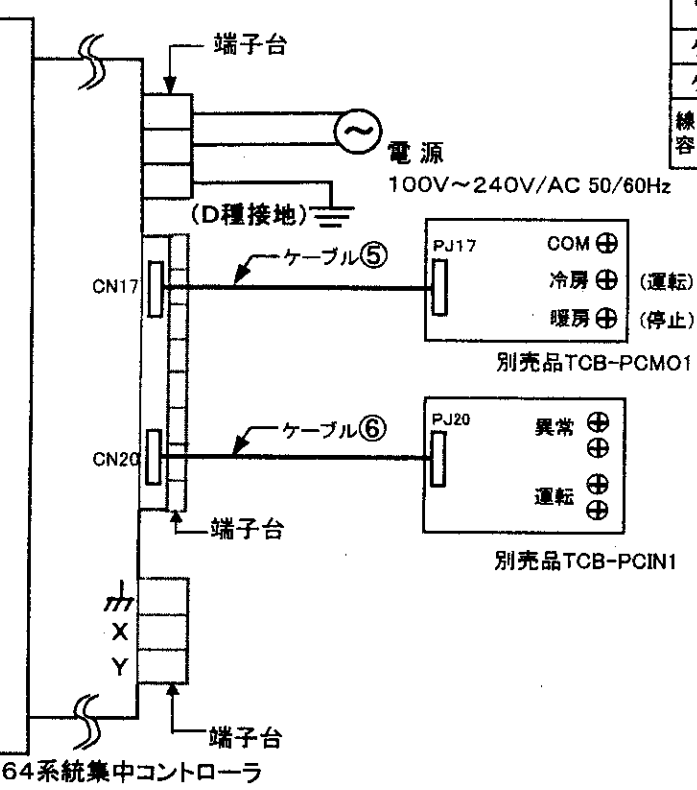 端子台
電源
100V～240V/AC 50/60Hz
(D種接地)
線
容
CN17
ケーブル⑤
PJ17
COM
冷房 (運転)
暖房 (停止)
別売品TCB-PCMO1
CN20
ケーブル⑥
PJ20
異常
運転
別売品TCB-PCIN1
端子台
X
Y
端子台
64系統集中コントローラ